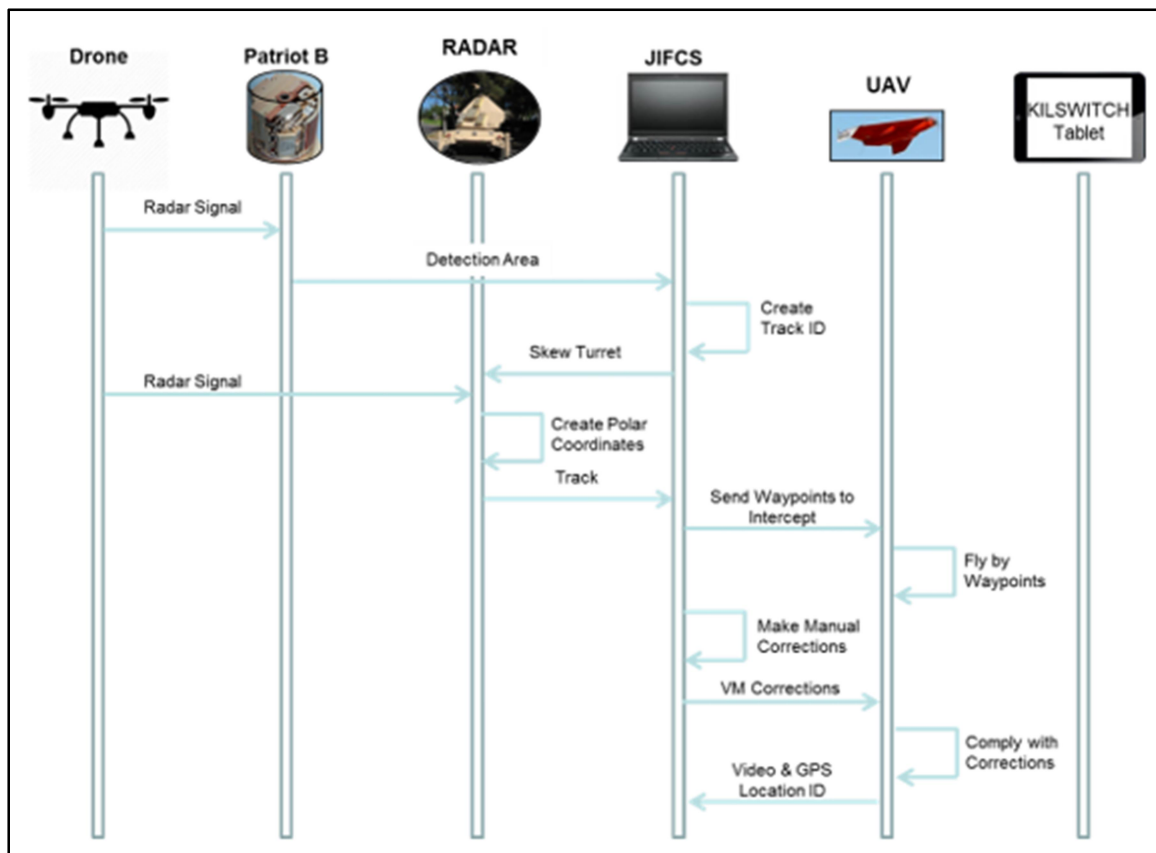 Drone
Patriot B
RADAR
JIFCS
UAV
KILSWITCH
Tablet
Radar Signal
Detection Area
Create
Track ID
Skew Turret
Radar Signal
Create Polar
Coordinates
Track
Send Waypoints to
Intercept
Fly by
Waypoints
Make Manual
Corrections
VM Corrections
Comply with
Corrections
Video & GPS
Location ID